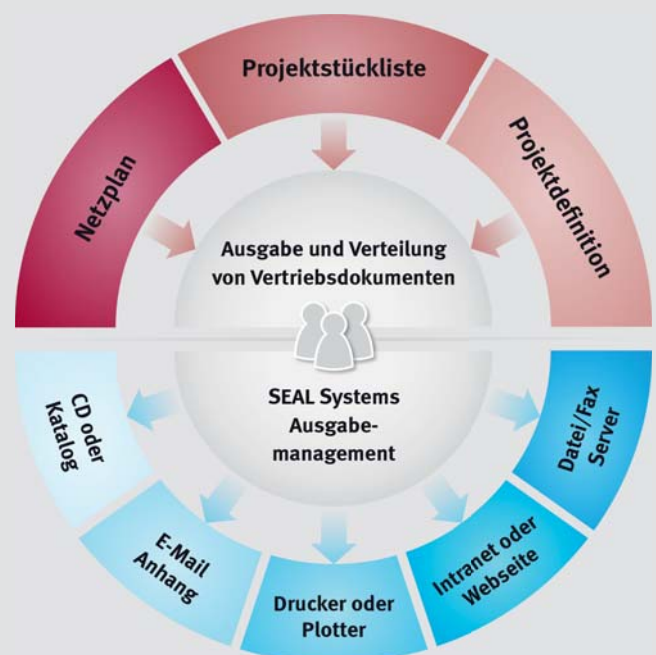 Projektstückliste
Netzplan
Projektdefinition
Ausgabe und Verteilung
von Vertriebsdokumenten
SEAL Systems
Ausgabe-
management
CD oder
Katalog
E-Mail
Anhang
Drucker oder
Plotter
Intranet oder
Webseite
Datei/Fax
Server